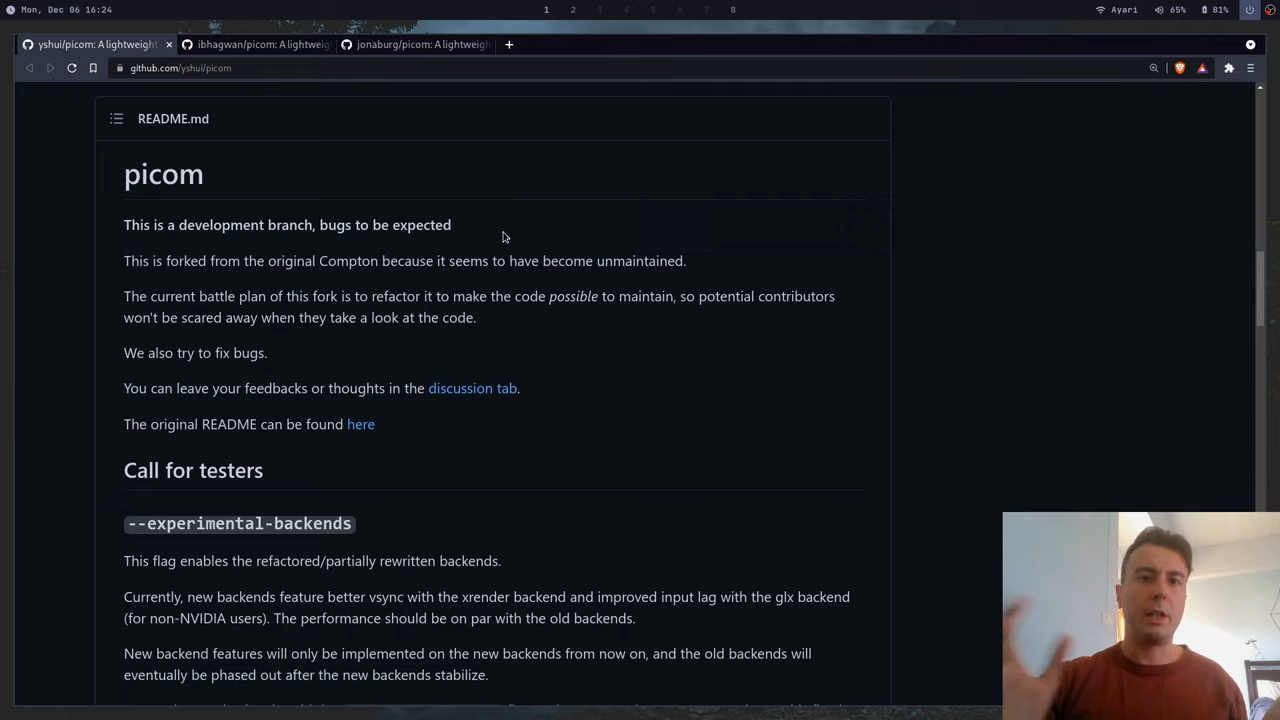 Mon, Dec 06 16:24
1 2 3 4 5 6 7 8
Ayari 65% 81%
yshui/picom: A lightweight
ibhagwan/picom: A lightweig
jonaburg/picom: A lightweigh
github.com/yshui/picom
README.md
picom
This is a development branch, bugs to be expected
This is forked from the original Compton because it seems to have become unmaintained.
The current battle plan of this fork is to refactor it to make the code possible to maintain, so potential contributors
won't be scared away when they take a look at the code.
We also try to fix bugs.
You can leave your feedbacks or thoughts in the discussion tab.
The original README can be found here
Call for testers
--experimental-backends
This flag enables the refactored/partially rewritten backends.
Currently, new backends feature better vsync with the xrender backend and improved input lag with the glx backend
(for non-NVIDIA users). The performance should be on par with the old backends.
New backend features will only be implemented on the new backends from now on, and the old backends will
eventually be phased out after the new backends stabilize.